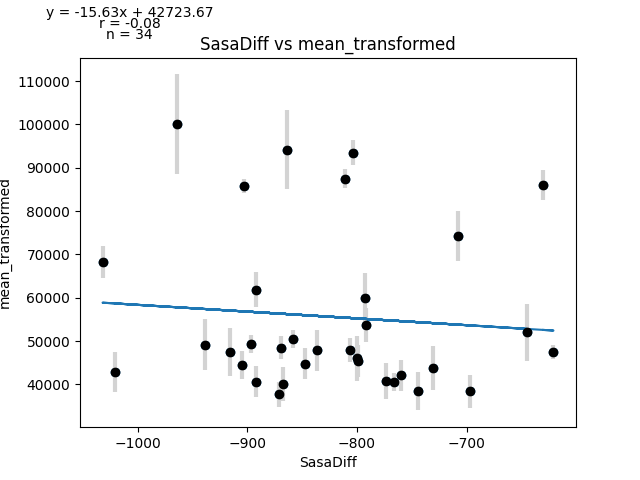 y = -15.63x + 42723.67
r = -0.08
n = 34
SasaDiff vs mean_transformed
110000
100000
90000
80000
70000
60000
50000
40000
mean_transformed
−1000
−900
−800
−700
SasaDiff